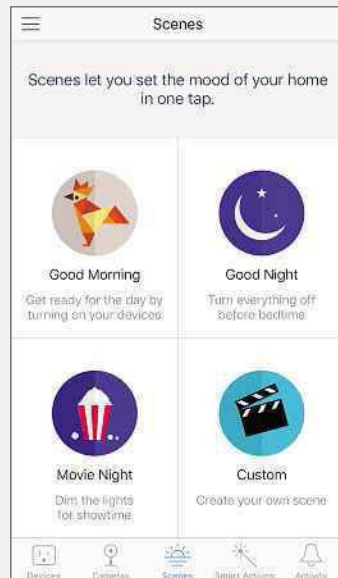 Scenes
Scenes let you set the mood of your home
in one tap.
Good Morning
Get ready for the day by
turning on your devices
Good Night
Turn everything off
before bedtime
Movie Night
Dim the lights
for showtime
Custom
Create your own scene
Devices
Cameras
Scenes
Smart Actions
Activity